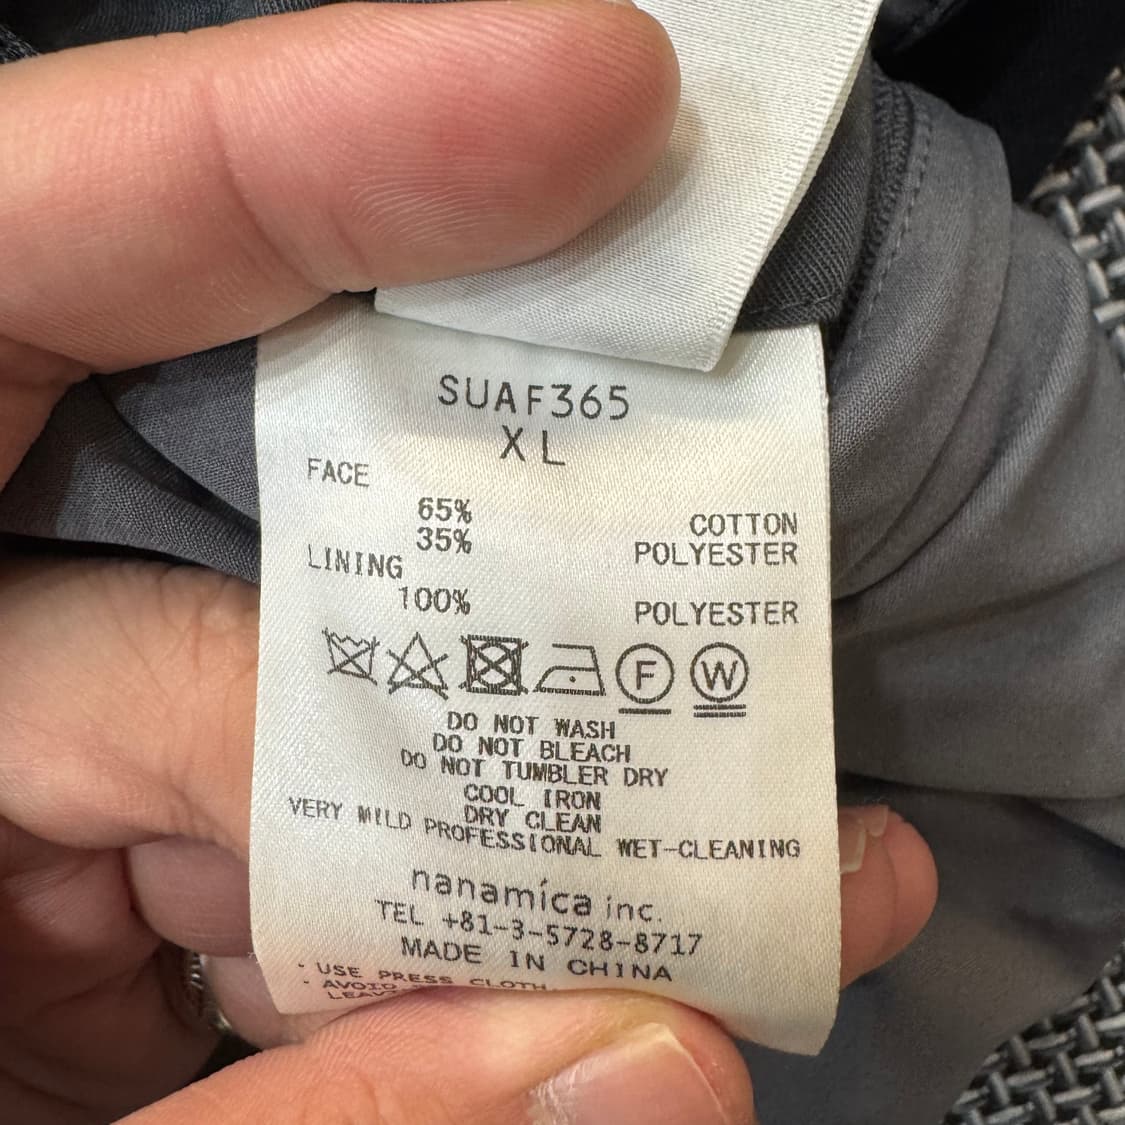 SUAF365
XL
FACE
65% COTTON
35% POLYESTER
LINING
100% POLYESTER
F W
DO NOT WASH
DO NOT BLEACH
DO NOT TUMBLER DRY
COOL IRON
DRY CLEAN
VERY MILD PROFESSIONAL WET-CLEANING
nanamíca inc.
TEL +81-3-5728-8717
MADE IN CHINA
· USE PRESS CLOTH.
· AVOID